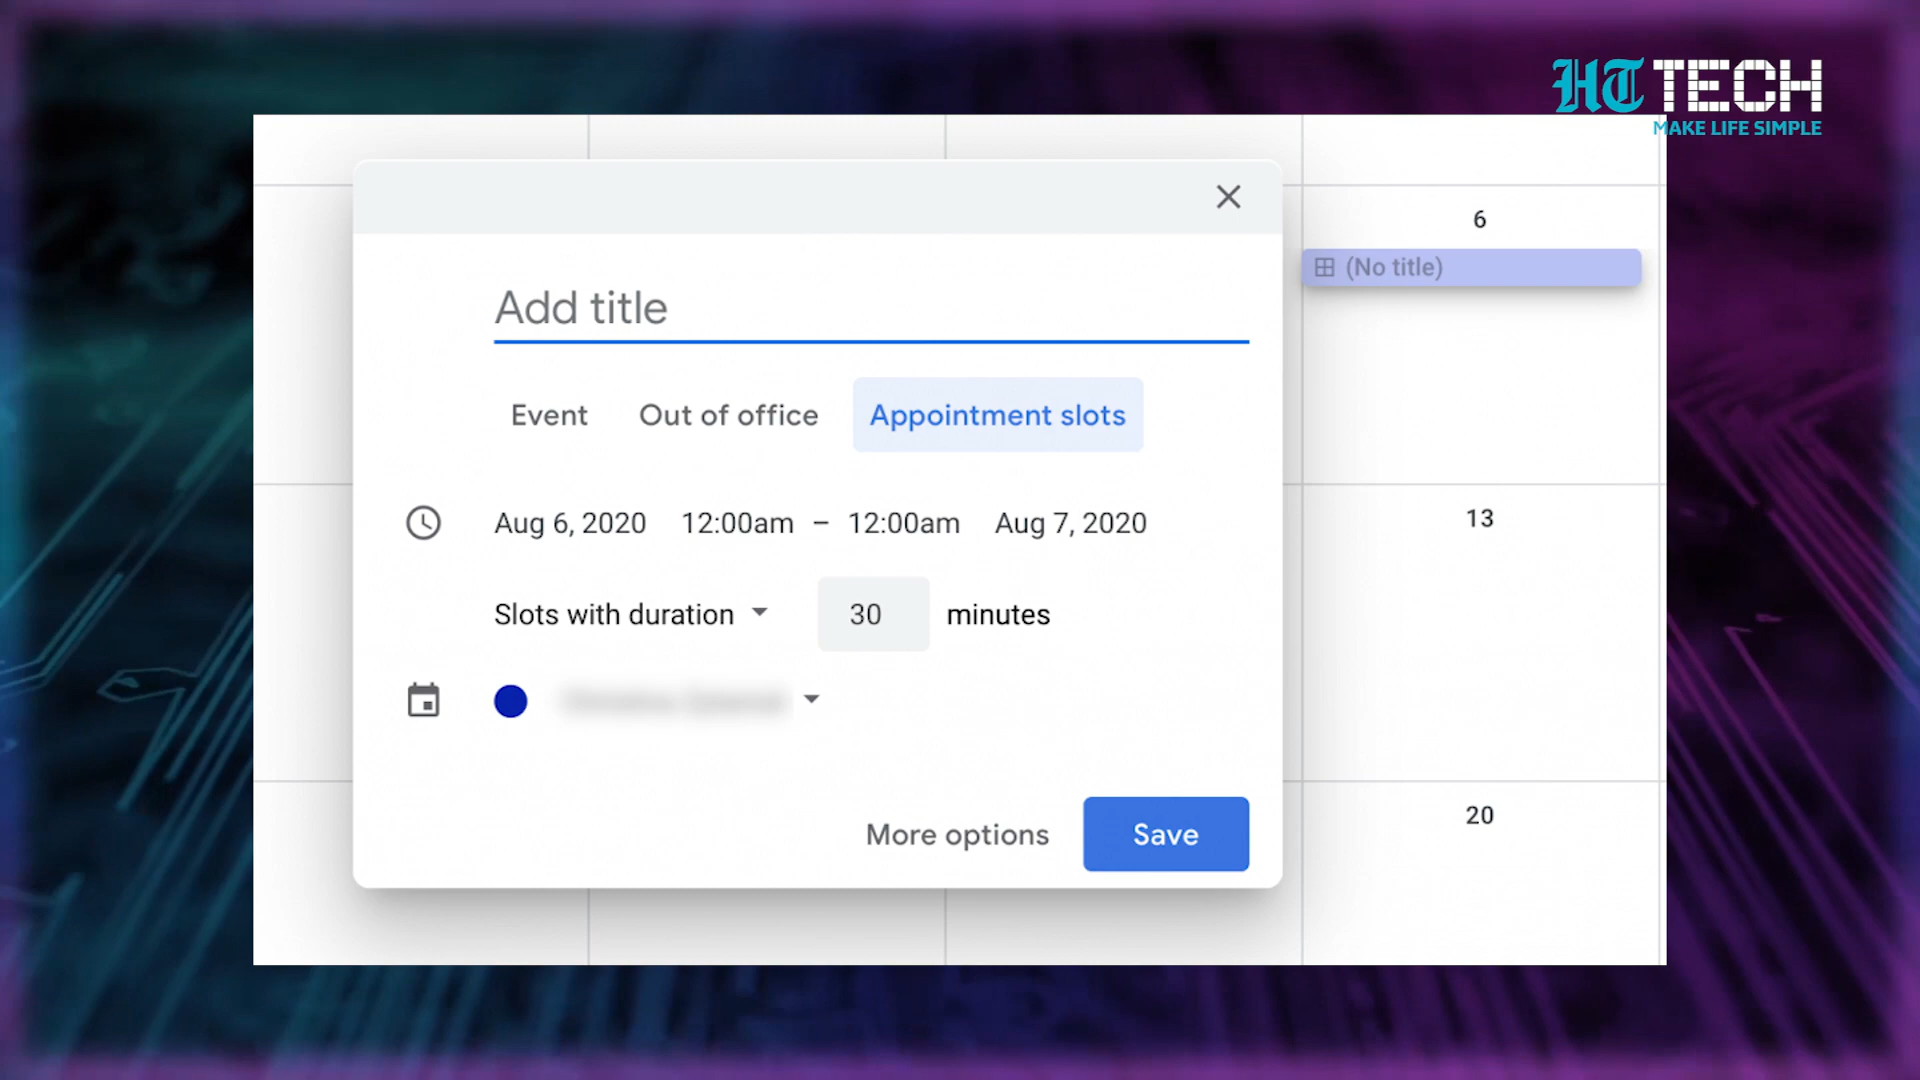 HT TECH
MAKE LIFE SIMPLE
6
(No title)
Add title
Event Out of office Appointment slots
Aug 6, 2020 12:00am – 12:00am Aug 7, 2020
13
Slots with duration 30 minutes
More options Save
20